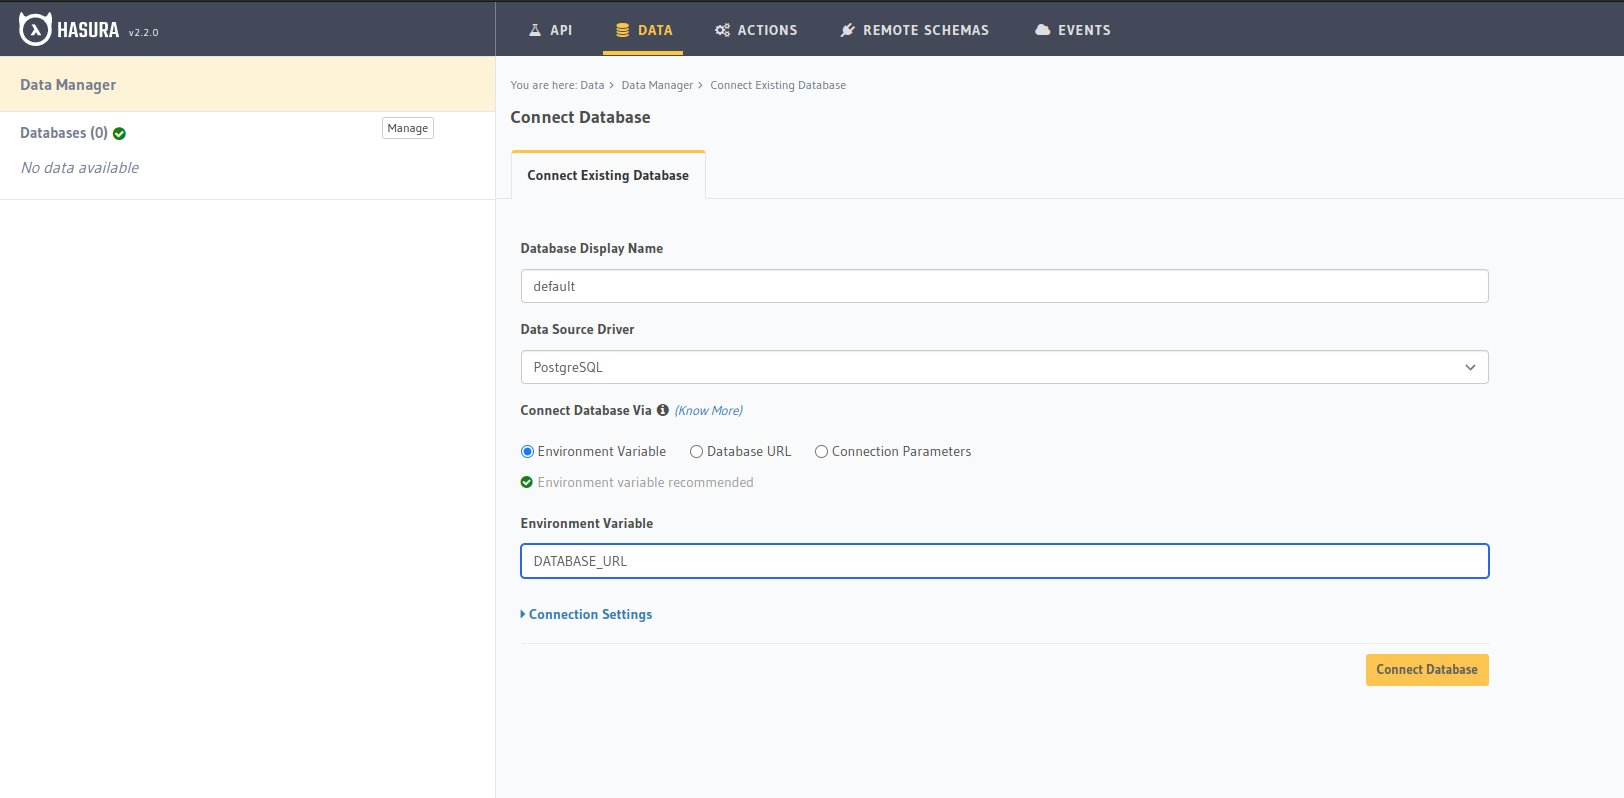 HASURA v2.2.0
API
DATA
ACTIONS
REMOTE SCHEMAS
EVENTS
Data Manager
Databases (0)
Manage
No data available
You are here: Data > Data Manager > Connect Existing Database
Connect Database
Connect Existing Database
Database Display Name
default
Data Source Driver
PostgreSQL
Connect Database Via (Know More)
Environment Variable Database URL Connection Parameters
Environment variable recommended
Environment Variable
DATABASE_URL
Connection Settings
Connect Database